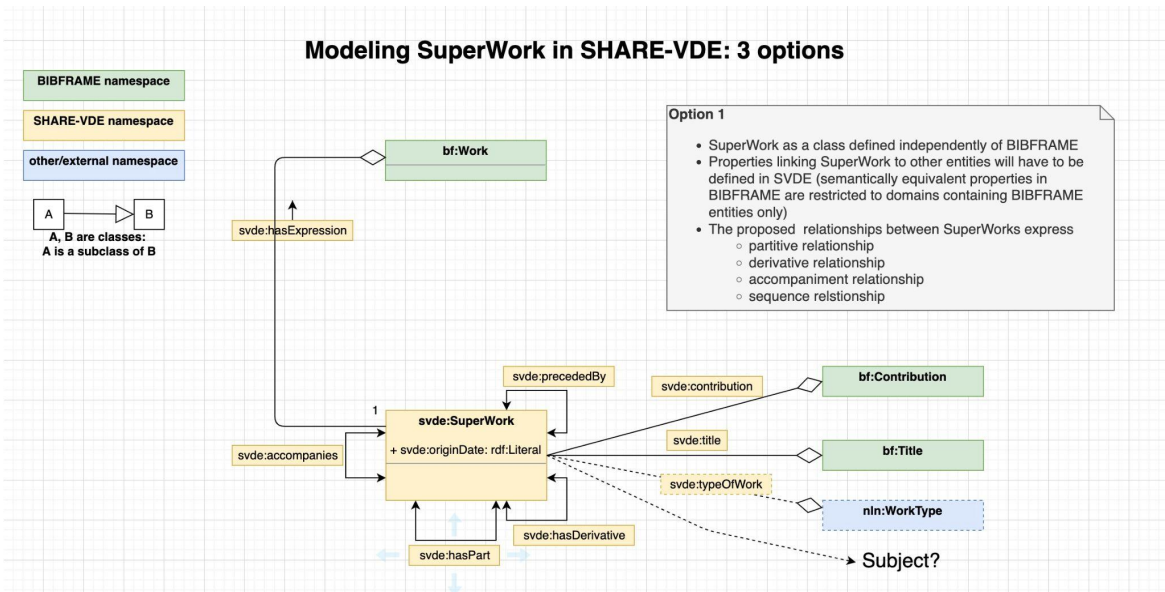 Modeling SuperWork in SHARE-VDE: 3 options
BIBFRAME namespace
SHARE-VDE namespace
other/external namespace
A
B
A, B are classes:
A is a subclass of B
Option 1
• SuperWork as a class defined independently of BIBFRAME
• Properties linking SuperWork to other entities will have to be
defined in SVDE (semantically equivalent properties in
BIBFRAME are restricted to domains containing BIBFRAME
entities only)
• The proposed relationships between SuperWorks express
◦ partitive relationship
◦ derivative relationship
◦ accompaniment relationship
◦ sequence relstionship
bf:Work
svde:hasExpression
svde:precededBy
svde:contribution
bf:Contribution
1
svde:SuperWork
+ svde:originDate: rdf:Literal
svde:accompanies
svde:title
bf:Title
svde:typeOfWork
nln:WorkType
svde:hasDerivative
svde:hasPart
Subject?